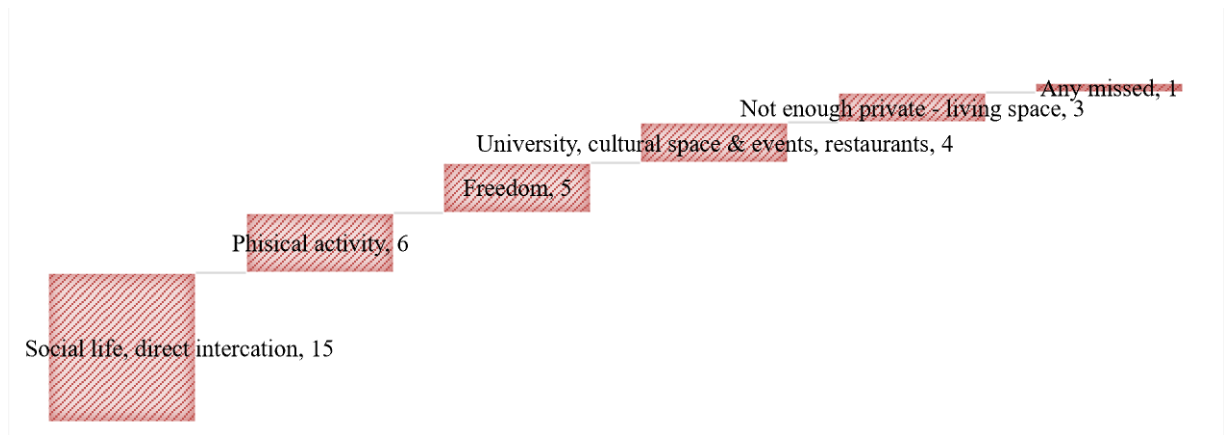 Any missed, 1
Not enough private - living space, 3
University, cultural space & events, restaurants, 4
Freedom, 5
Phisical activity, 6
Social life, direct intercation, 15